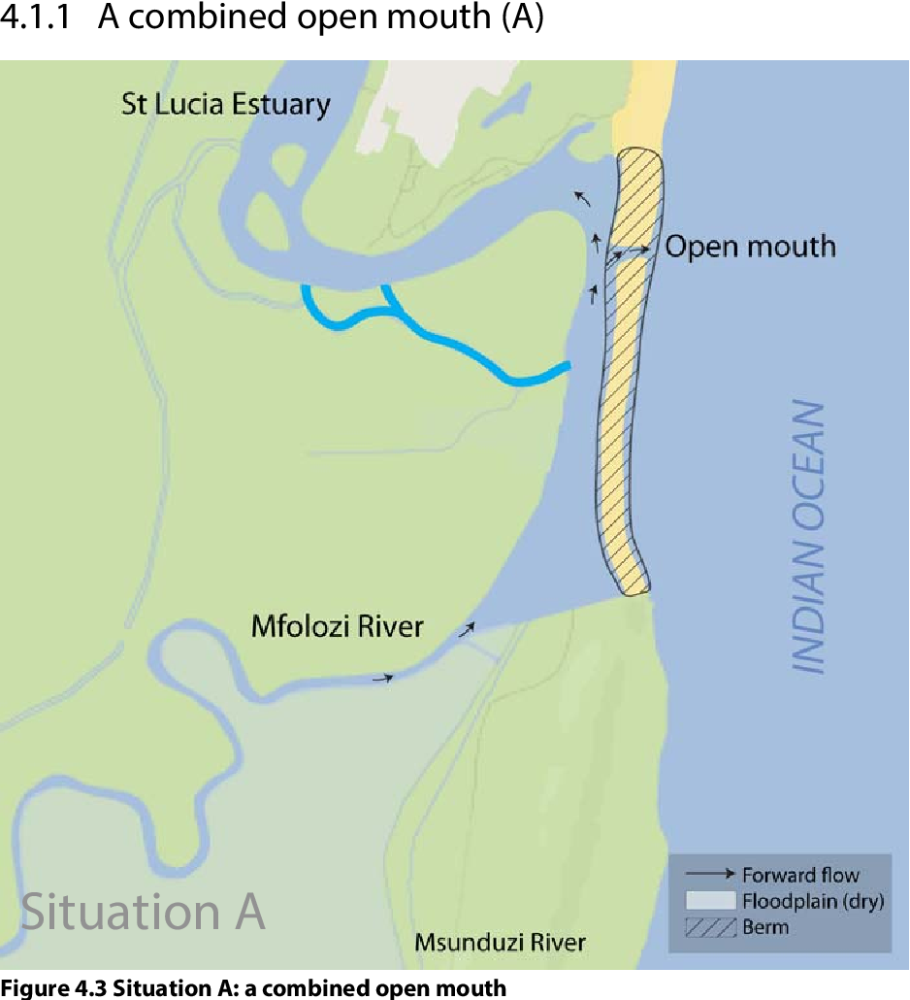 4.1.1 A combined open mouth (A)
St Lucia Estuary
Open mouth
INDIAN OCEAN
Mfolozi River
Forward flow
Floodplain (dry)
Berm
Situation A
Msunduzi River
Figure 4.3 Situation A: a combined open mouth